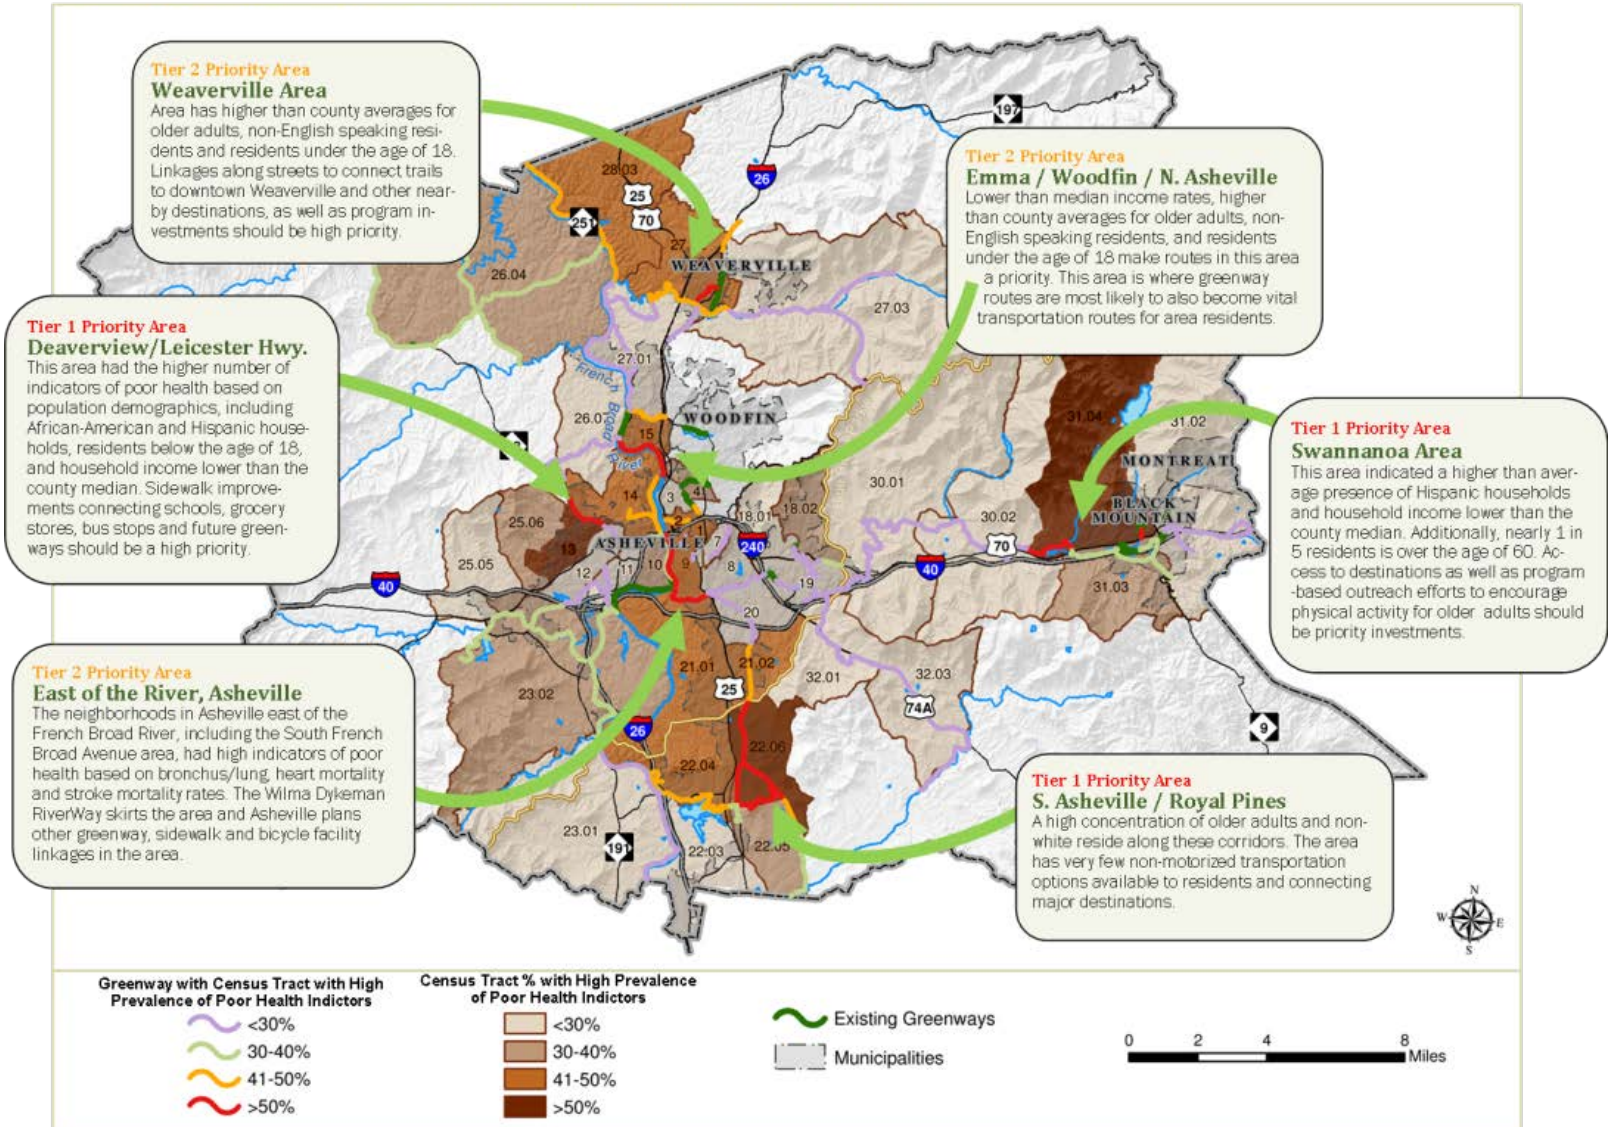 Tier 2 Priority Area
Weaverville Area
Area has higher than county averages for
older adults, non-English speaking resi-
dents and residents under the age of 18.
Linkages along streets to connect trails
to downtown Weaverville and other near-
by destinations, as well as program in-
vestments should be high priority.
Tier 2 Priority Area
Emma / Woodfin / N. Asheville
Lower than median income rates, higher
than county averages for older adults, non-
English speaking residents, and residents
under the age of 18 make routes in this area
a priority. This area is where greenway
routes are most likely to also become vital
transportation routes for area residents.
Tier 1 Priority Area
Deaverview/Leicester Hwy.
This area had the higher number of
indicators of poor health based on
population demographics, including
African-American and Hispanic house-
holds, residents below the age of 18,
and household income lower than the
county median. Sidewalk improve-
ments connecting schools, grocery
stores, bus stops and future green-
ways should be a high priority.
Tier 1 Priority Area
Swannanoa Area
This area indicated a higher than aver-
age presence of Hispanic households
and household income lower than the
county median. Additionally, nearly 1 in
5 residents is over the age of 60. Ac-
cess to destinations as well as program
-based outreach efforts to encourage
physical activity for older adults should
be priority investments.
Tier 2 Priority Area
East of the River, Asheville
The neighborhoods in Asheville east of the
French Broad River, including the South French
Broad Avenue area, had high indicators of poor
health based on bronchus/lung, heart mortality
and stroke mortality rates. The Wilma Dykeman
RiverWay skirts the area and Asheville plans
other greenway, sidewalk and bicycle facility
linkages in the area.
Tier 1 Priority Area
S. Asheville / Royal Pines
A high concentration of older adults and non-
white reside along these corridors. The area
has very few non-motorized transportation
options available to residents and connecting
major destinations.
197
28.03
26
25
70
251
27
WEAVERVILLE
26.04
27.03
27.01
French Broad River
26.07
WOODFIN
15
31.04
31.02
MONTREAT
30.01
BLACK
MOUNTAIN
14
3
4
18.01
18.02
25.06
30.02
2
1
ASHEVILLE
7
240
70
13
25.05
12
11
10
9
8
19
40
40
31.03
20
21.01
21.02
32.01
32.03
23.02
25
74A
26
22.06
9
22.04
23.01
191
22.03
22.05
N
W
E
S
Greenway with Census Tract with High
Prevalence of Poor Health Indictors
<30%
30-40%
41-50%
>50%
Census Tract % with High Prevalence
of Poor Health Indictors
<30%
30-40%
41-50%
>50%
Existing Greenways
Municipalities
0
2
4
8
Miles